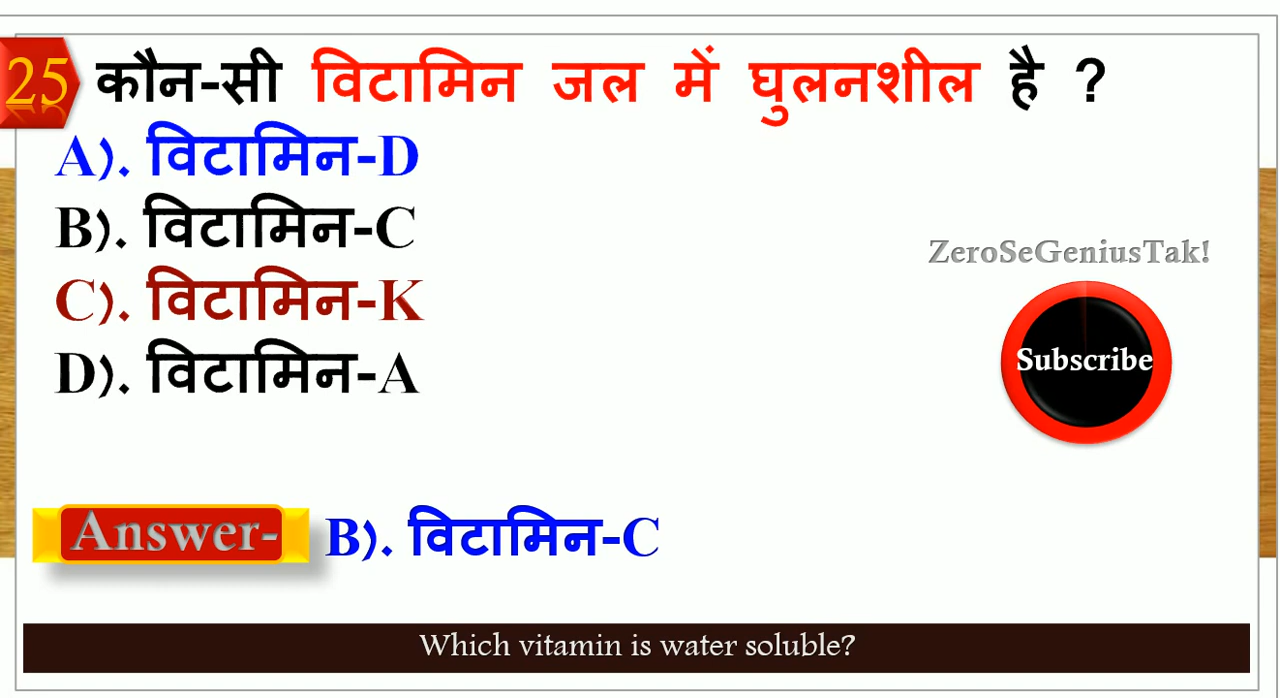 25 कौन-सी विटामिन जल में घुलनशील है ?
A). विटामिन-D
B). विटामिन-C
C). विटामिन-K
D). विटामिन-A
ZeroSeGeniusTak!
Subscribe
Answer- B). विटामिन-C
Which vitamin is water soluble?